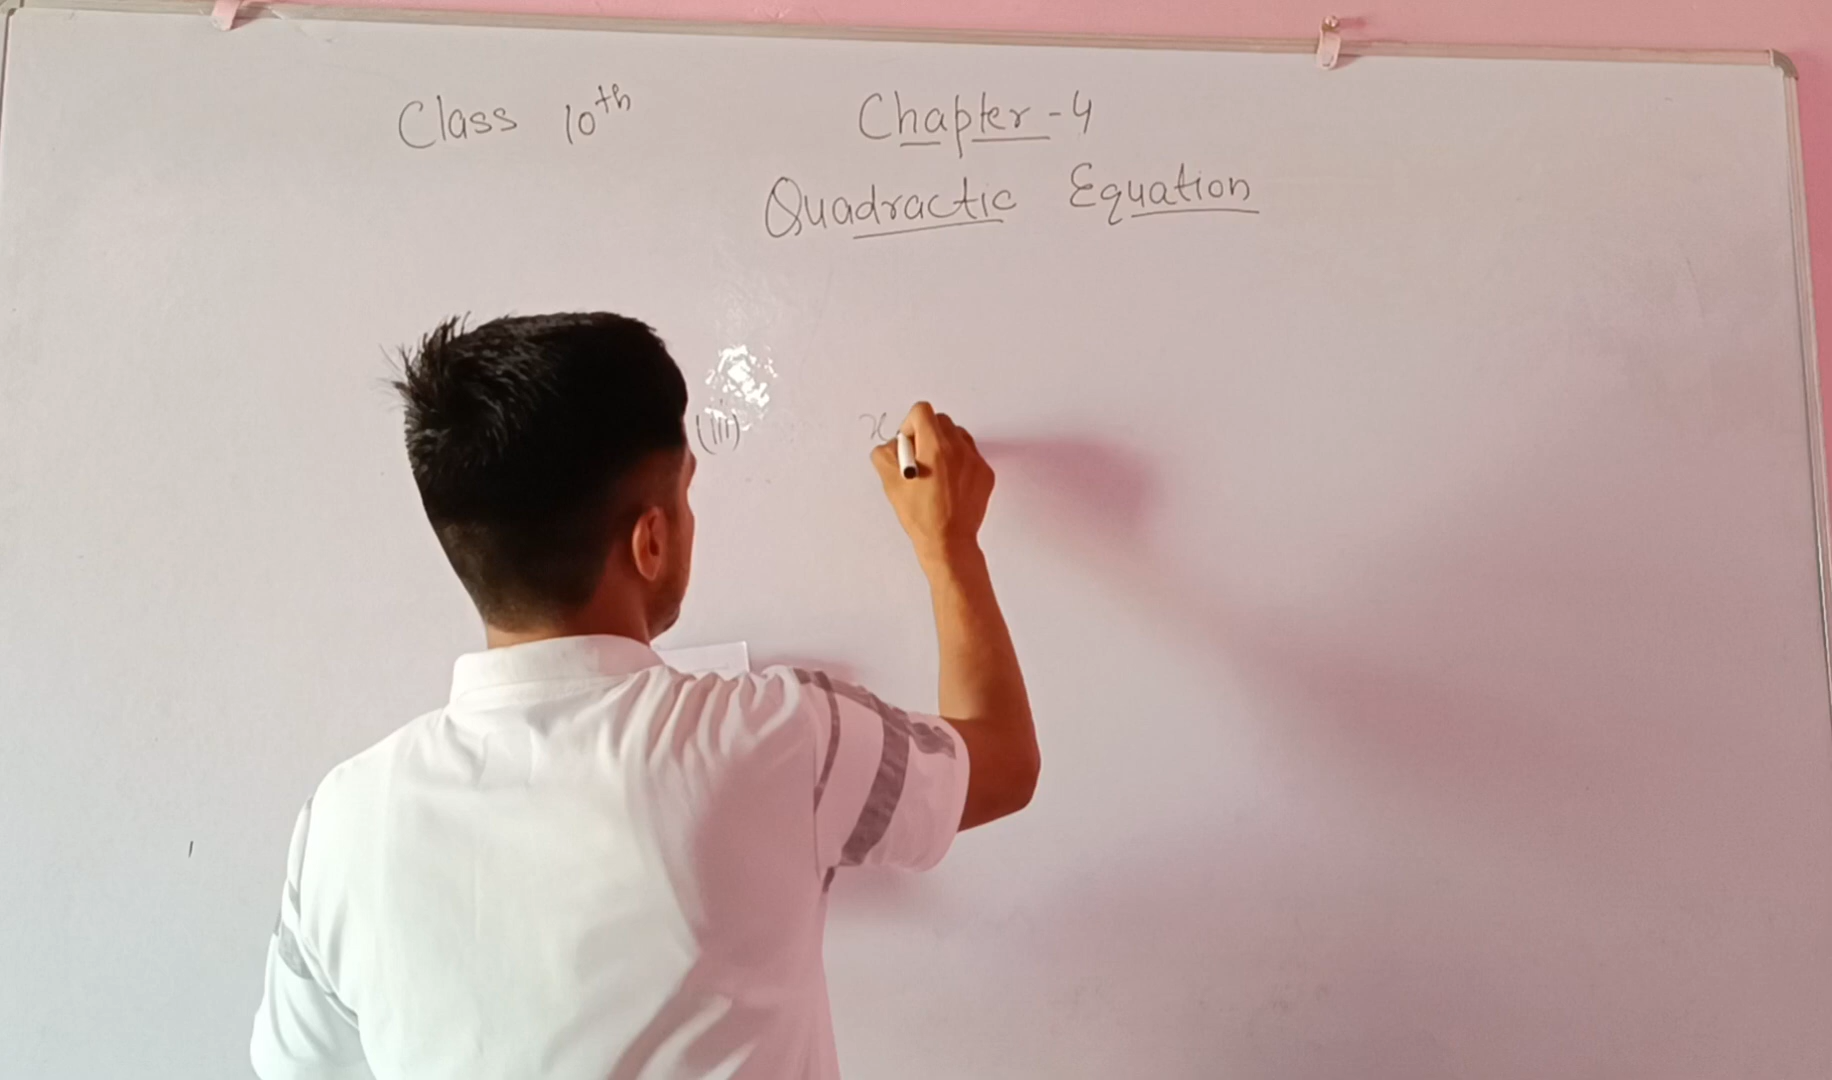 Class 10th Chapter-4
Quadractic Equation
(iii) x